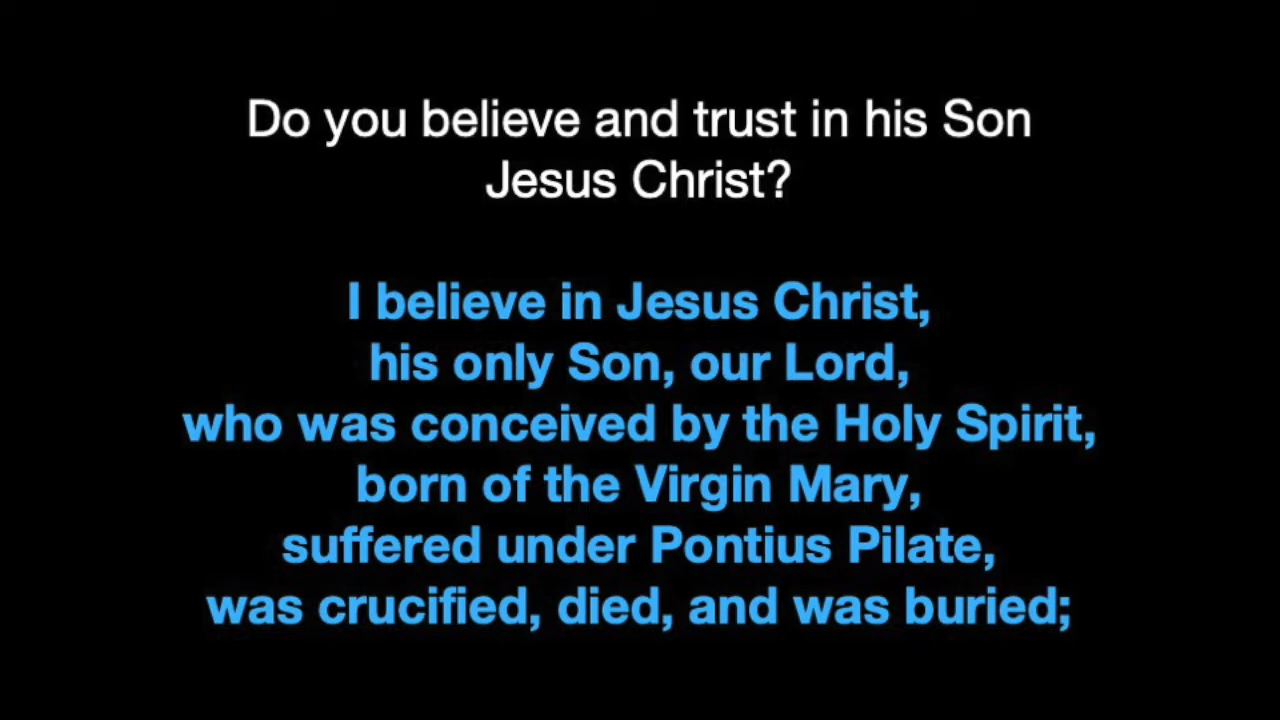 Do you believe and trust in his Son
Jesus Christ?
I believe in Jesus Christ,
his only Son, our Lord,
who was conceived by the Holy Spirit,
born of the Virgin Mary,
suffered under Pontius Pilate,
was crucified, died, and was buried;